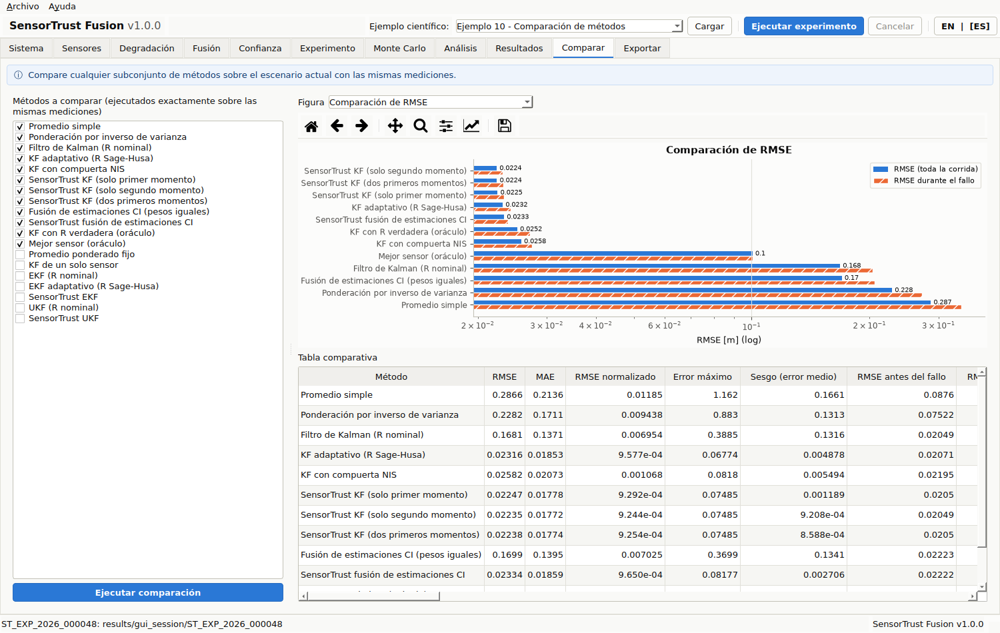 Archivo Ayuda
SensorTrust Fusion v1.0.0
Ejemplo científico: Ejemplo 10 - Comparación de métodos Cargar Ejecutar experimento Cancelar EN | [ES]
Sistema Sensores Degradación Fusión Confianza Experimento Monte Carlo Análisis Resultados Comparar Exportar
ⓘ Compare cualquier subconjunto de métodos sobre el escenario actual con las mismas mediciones.
Métodos a comparar (ejecutados exactamente sobre las
mismas mediciones)
Promedio simple
Ponderación por inverso de varianza
Filtro de Kalman (R nominal)
KF adaptativo (R Sage-Husa)
KF con compuerta NIS
SensorTrust KF (solo primer momento)
SensorTrust KF (solo segundo momento)
SensorTrust KF (dos primeros momentos)
Fusión de estimaciones CI (pesos iguales)
SensorTrust fusión de estimaciones CI
KF con R verdadera (oráculo)
Mejor sensor (oráculo)
Promedio ponderado fijo
KF de un solo sensor
EKF (R nominal)
EKF adaptativo (R Sage-Husa)
SensorTrust EKF
UKF (R nominal)
SensorTrust UKF
Ejecutar comparación
Figura Comparación de RMSE
Comparación de RMSE
RMSE (toda la corrida)
RMSE durante el fallo
SensorTrust KF (solo segundo momento) 0.0224
SensorTrust KF (dos primeros momentos) 0.0224
SensorTrust KF (solo primer momento) 0.0225
KF adaptativo (R Sage-Husa) 0.0232
SensorTrust fusión de estimaciones CI 0.0233
KF con R verdadera (oráculo) 0.0252
KF con compuerta NIS 0.0258
Mejor sensor (oráculo) 0.1
Filtro de Kalman (R nominal) 0.168
Fusión de estimaciones CI (pesos iguales) 0.17
Ponderación por inverso de varianza 0.228
Promedio simple 0.287
2 × 10⁻² 3 × 10⁻² 4 × 10⁻² 6 × 10⁻² 10⁻¹ 2 × 10⁻¹ 3 × 10⁻¹
RMSE [m] (log)
Tabla comparativa
Método RMSE MAE RMSE normalizado Error máximo Sesgo (error medio) RMSE antes del fallo
Promedio simple 0.2866 0.2136 0.01185 1.162 0.1661 0.0876
Ponderación por inverso de varianza 0.2282 0.1711 0.009438 0.883 0.1313 0.07522
Filtro de Kalman (R nominal) 0.1681 0.1371 0.006954 0.3885 0.1316 0.02049
KF adaptativo (R Sage-Husa) 0.02316 0.01853 9.577e-04 0.06774 0.004878 0.02071
KF con compuerta NIS 0.02582 0.02073 0.001068 0.0818 0.005494 0.02195
SensorTrust KF (solo primer momento) 0.02247 0.01778 9.292e-04 0.07485 0.001189 0.0205
SensorTrust KF (solo segundo momento) 0.02235 0.01772 9.244e-04 0.07485 9.208e-04 0.02049
SensorTrust KF (dos primeros momentos) 0.02238 0.01774 9.254e-04 0.07485 8.588e-04 0.0205
Fusión de estimaciones CI (pesos iguales) 0.1699 0.1395 0.007025 0.3699 0.1341 0.02223
SensorTrust fusión de estimaciones CI 0.02334 0.01859 9.650e-04 0.08177 0.002706 0.02222
ST_EXP_2026_000048: results/gui_session/ST_EXP_2026_000048
SensorTrust Fusion v1.0.0